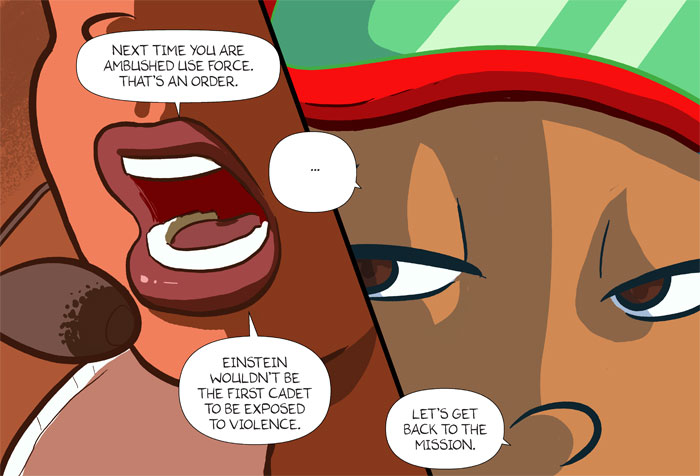 NEXT TIME YOU ARE
AMBUSHED USE FORCE.
THAT'S AN ORDER.
...
EINSTEIN
WOULDN'T BE
THE FIRST CADET
TO BE EXPOSED
TO VIOLENCE.
LET'S GET
BACK TO THE
MISSION.